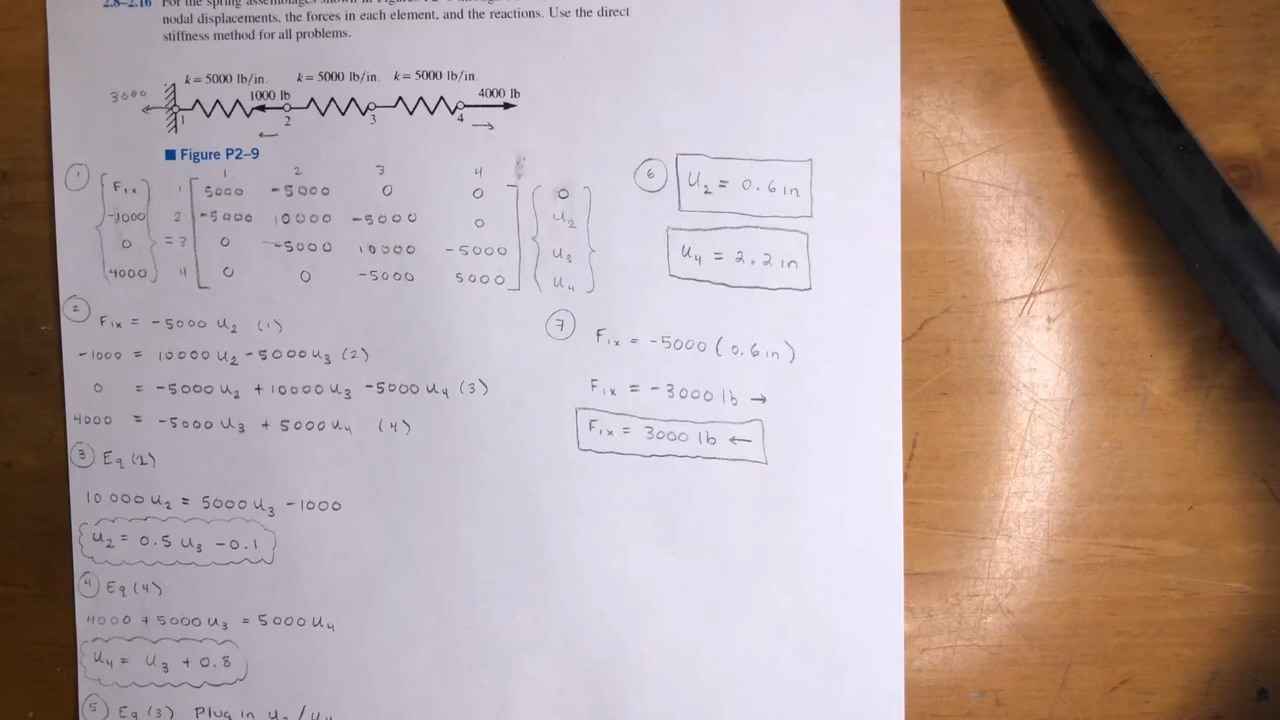 2.8–2.16
nodal displacements, the forces in each element, and the reactions. Use the direct
stiffness method for all problems.
k = 5000 lb/in. k = 5000 lb/in. k = 5000 lb/in.
3000 1000 lb 4000 lb
1 2 3 4
→
←
■ Figure P2–9
①
1 2 3 4
{F1x} 1 [5000 -5000 0 0] {0}
{-1000} 2 [-5000 10000 -5000 0] {u2}
{0} = 3 [0 -5000 10000 -5000] {u3}
{4000} 4 [0 0 -5000 5000] {u4}
②
F1x = -5000 u2 (1)
-1000 = 10000 u2 -5000u3 (2)
0 = -5000 u2 + 10000 u3 -5000 u4 (3)
4000 = -5000 u3 + 5000 u4 (4)
③ Eq (2)
10 000 u2 = 5000 u3 - 1000
u2 = 0.5 u3 - 0.1
④ Eq (4)
4000 + 5000 u3 = 5000 u4
u4 = u3 + 0.8
⑤ Eq (3) Plug in
⑥ u2 = 0.6 in
u4 = 2.2 in
⑦ F1x = -5000 (0.6 in)
F1x = -3000 lb →
F1x = 3000 lb ←